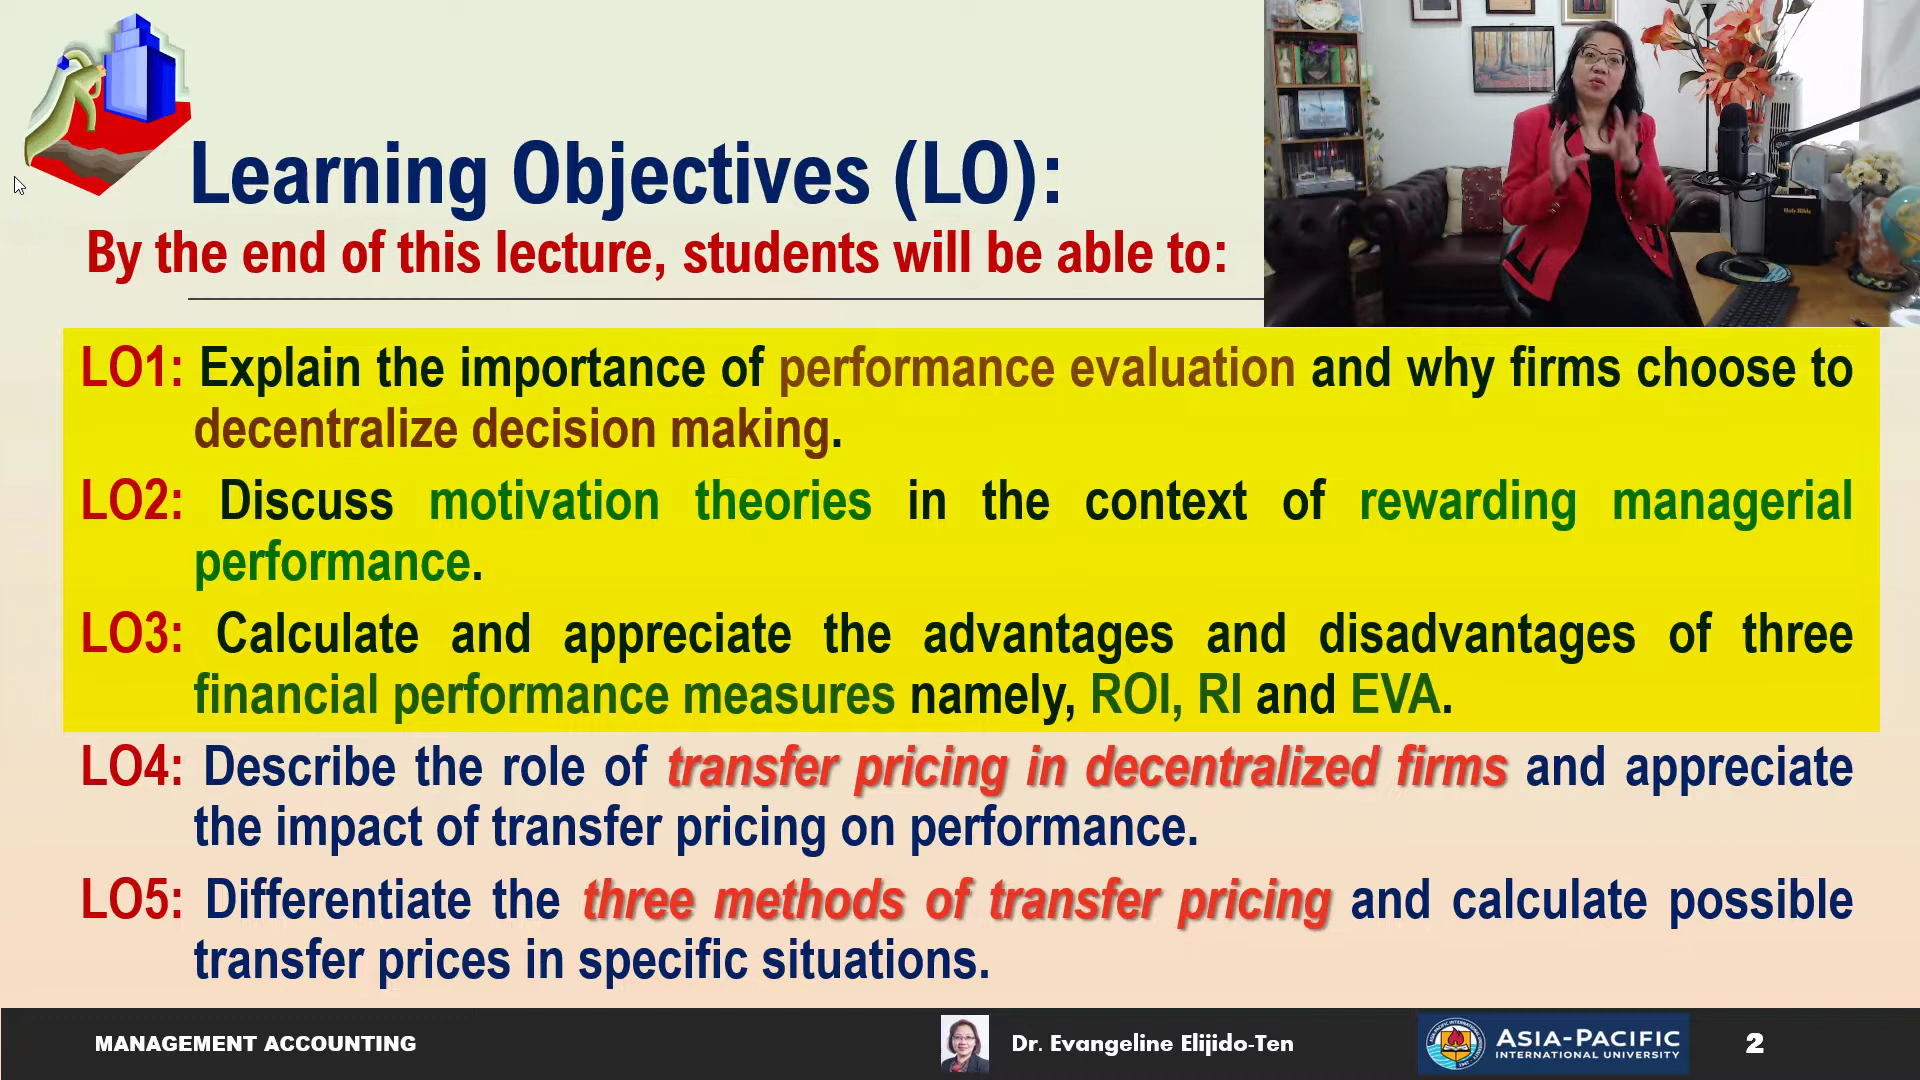 Learning Objectives (LO):
By the end of this lecture, students will be able to:
LO1: Explain the importance of performance evaluation and why firms choose to
decentralize decision making.
LO2: Discuss motivation theories in the context of rewarding managerial
performance.
LO3: Calculate and appreciate the advantages and disadvantages of three
financial performance measures namely, ROI, RI and EVA.
LO4: Describe the role of transfer pricing in decentralized firms and appreciate
the impact of transfer pricing on performance.
LO5: Differentiate the three methods of transfer pricing and calculate possible
transfer prices in specific situations.
Holy Bible
MANAGEMENT ACCOUNTING
Dr. Evangeline Elijido-Ten
ASIA-PACIFIC
INTERNATIONAL UNIVERSITY
2